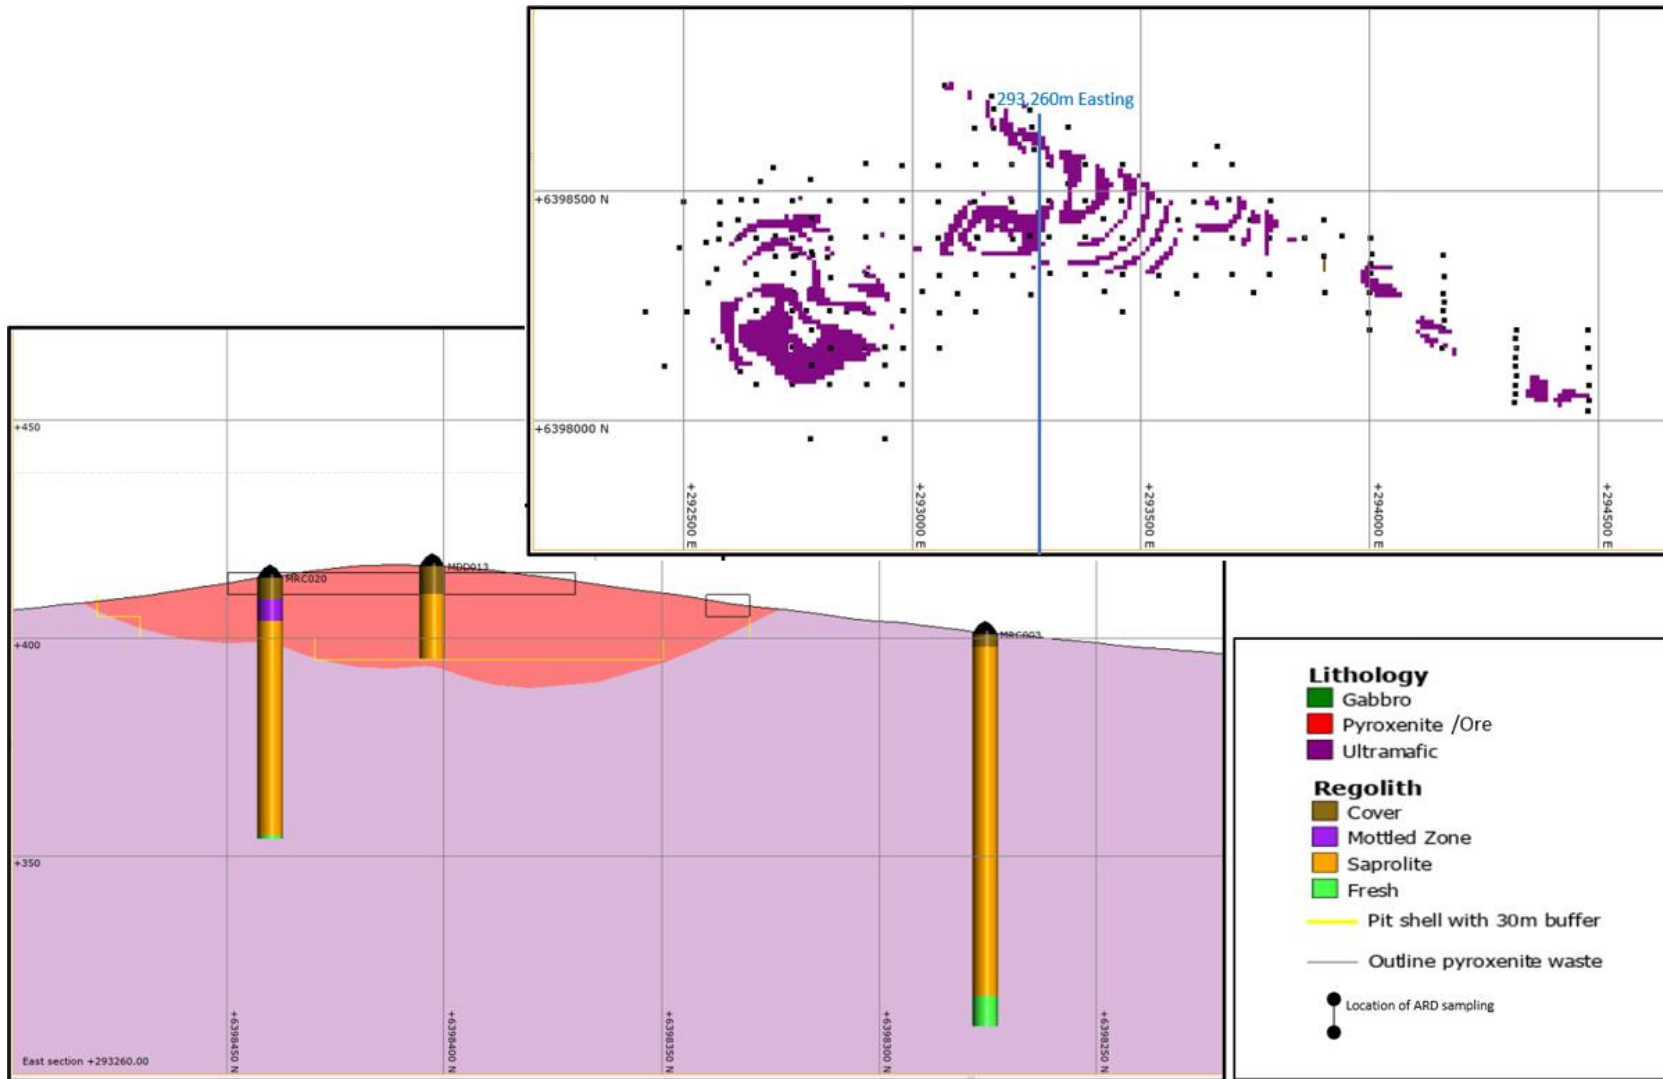 293,260m Easting
+6398500 N
+6398000 N
+292500 E
+293000 E
+293500 E
+294000 E
+294500 E
+450
MRC020
MDD013
+400
MRC003
+350
+6398450 N
+6398400 N
+6398350 N
+6398300 N
+6398250 N
East section +293260.00
Lithology
Gabbro
Pyroxenite /Ore
Ultramafic
Regolith
Cover
Mottled Zone
Saprolite
Fresh
Pit shell with 30m buffer
Outline pyroxenite waste
Location of ARD sampling